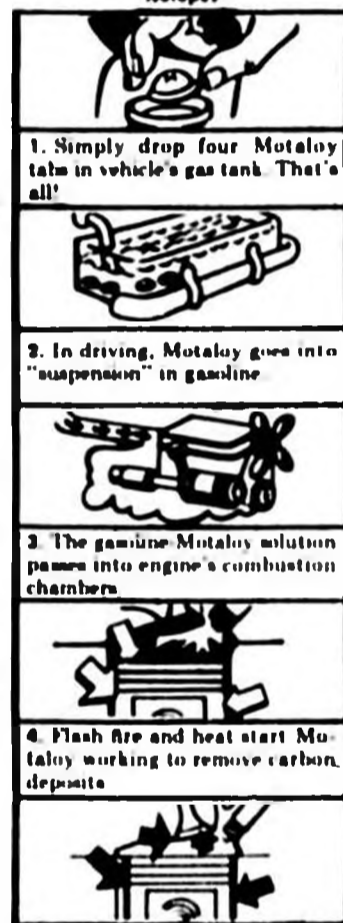 1. Simply drop four Motaloy
tabs in vehicle's gas tank. That's
all!
2. In driving, Motaloy goes into
"suspension" in gasoline
3. The gasoline-Motaloy solution
passes into engine's combustion
chambers
4. Flash fire and heat start Mo-
taloy working to remove carbon
deposits